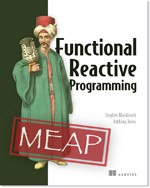 Functional
Reactive
Programming
Stephen Blackheath
Anthony Jones
MEAP
MANNING